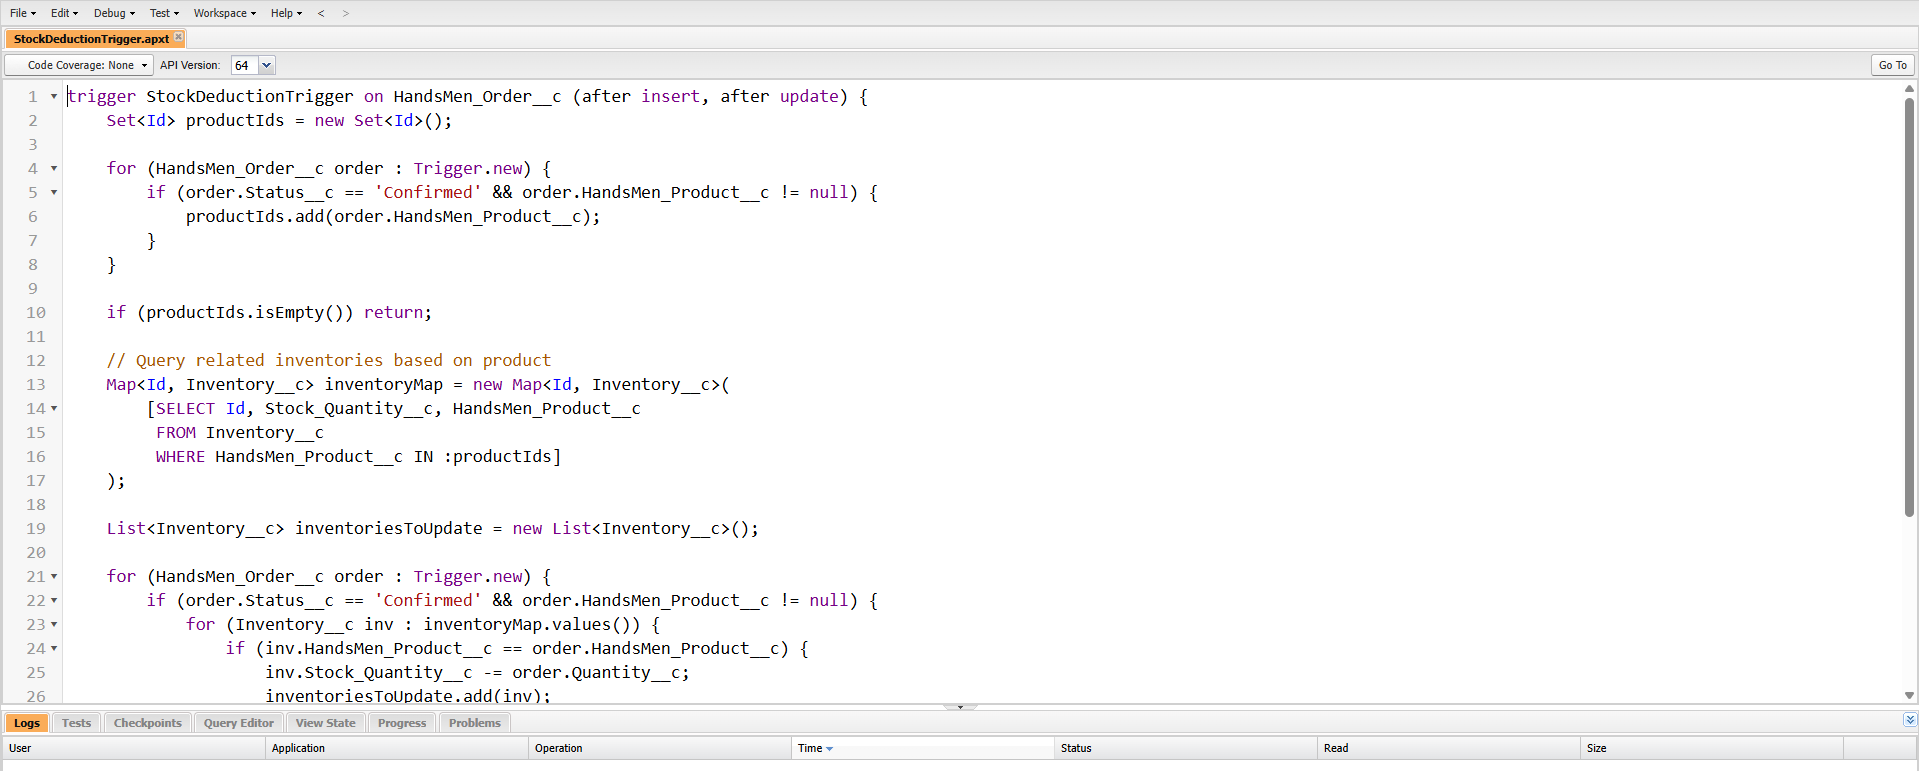 File Edit Debug Test Workspace Help < >
StockDeductionTrigger.apxt
Code Coverage: None API Version: 64 Go To
1 trigger StockDeductionTrigger on HandsMen_Order__c (after insert, after update) {
2 Set<Id> productIds = new Set<Id>();
3
4 for (HandsMen_Order__c order : Trigger.new) {
5 if (order.Status__c == 'Confirmed' && order.HandsMen_Product__c != null) {
6 productIds.add(order.HandsMen_Product__c);
7 }
8 }
9
10 if (productIds.isEmpty()) return;
11
12 // Query related inventories based on product
13 Map<Id, Inventory__c> inventoryMap = new Map<Id, Inventory__c>(
14 [SELECT Id, Stock_Quantity__c, HandsMen_Product__c
15 FROM Inventory__c
16 WHERE HandsMen_Product__c IN :productIds]
17 );
18
19 List<Inventory__c> inventoriesToUpdate = new List<Inventory__c>();
20
21 for (HandsMen_Order__c order : Trigger.new) {
22 if (order.Status__c == 'Confirmed' && order.HandsMen_Product__c != null) {
23 for (Inventory__c inv : inventoryMap.values()) {
24 if (inv.HandsMen_Product__c == order.HandsMen_Product__c) {
25 inv.Stock_Quantity__c -= order.Quantity__c;
26 inventoriesToUpdate.add(inv);
Logs Tests Checkpoints Query Editor View State Progress Problems
User Application Operation Time Status Read Size